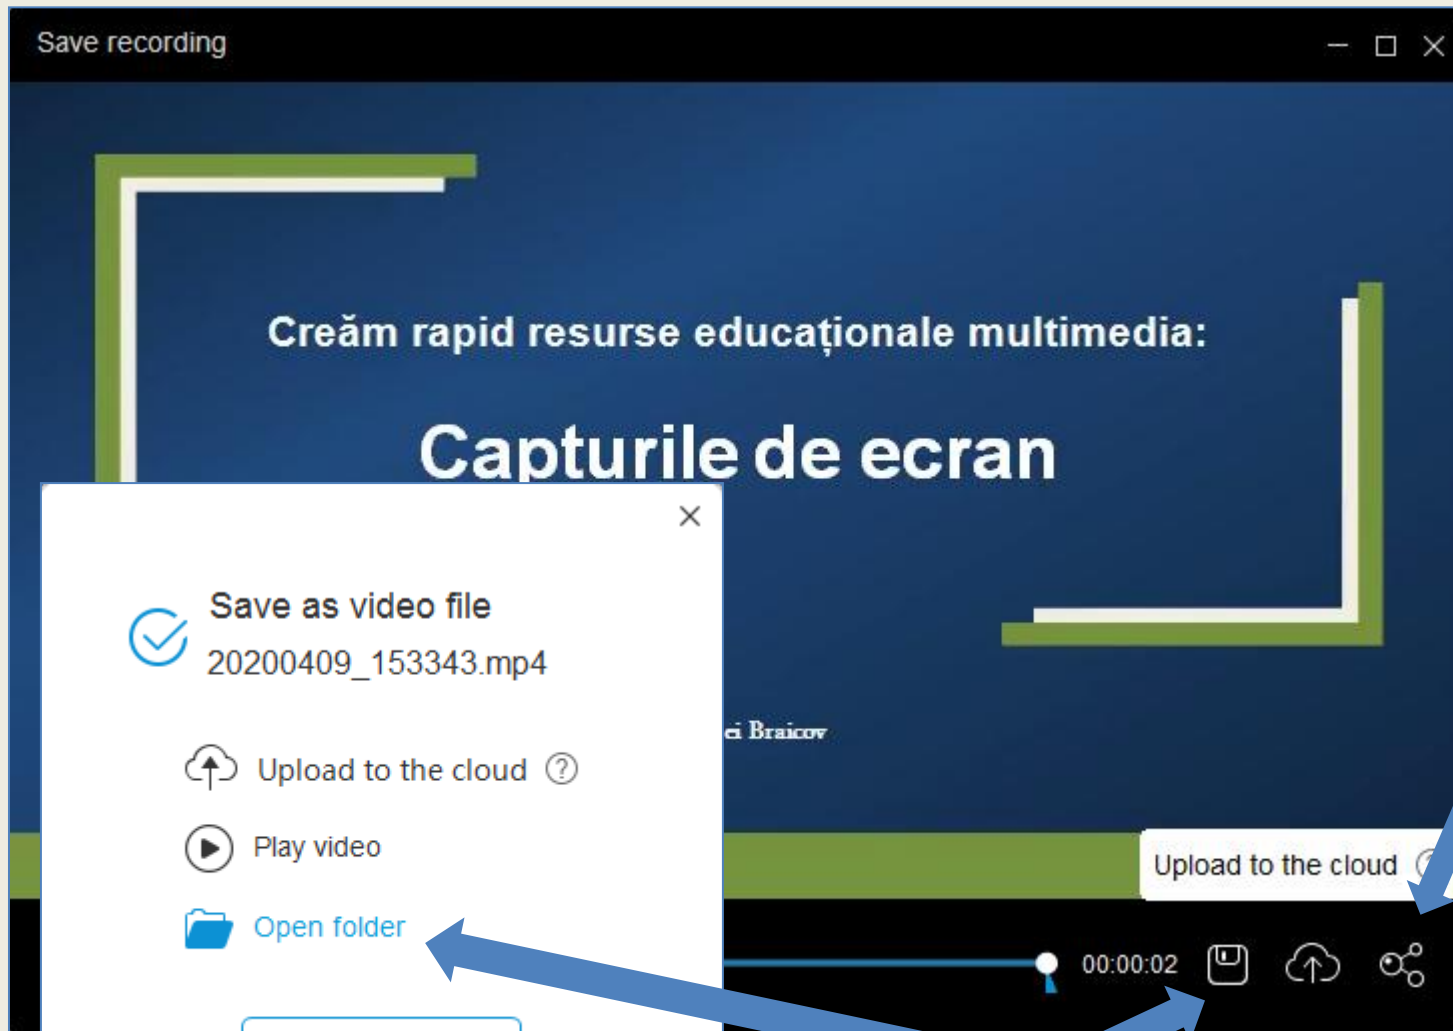 Save recording
Creăm rapid resurse educaționale multimedia:
Capturile de ecran
Save as video file
20200409_153343.mp4
Braicov
Upload to the cloud ?
Play video
Upload to the cloud
Open folder
00:00:02